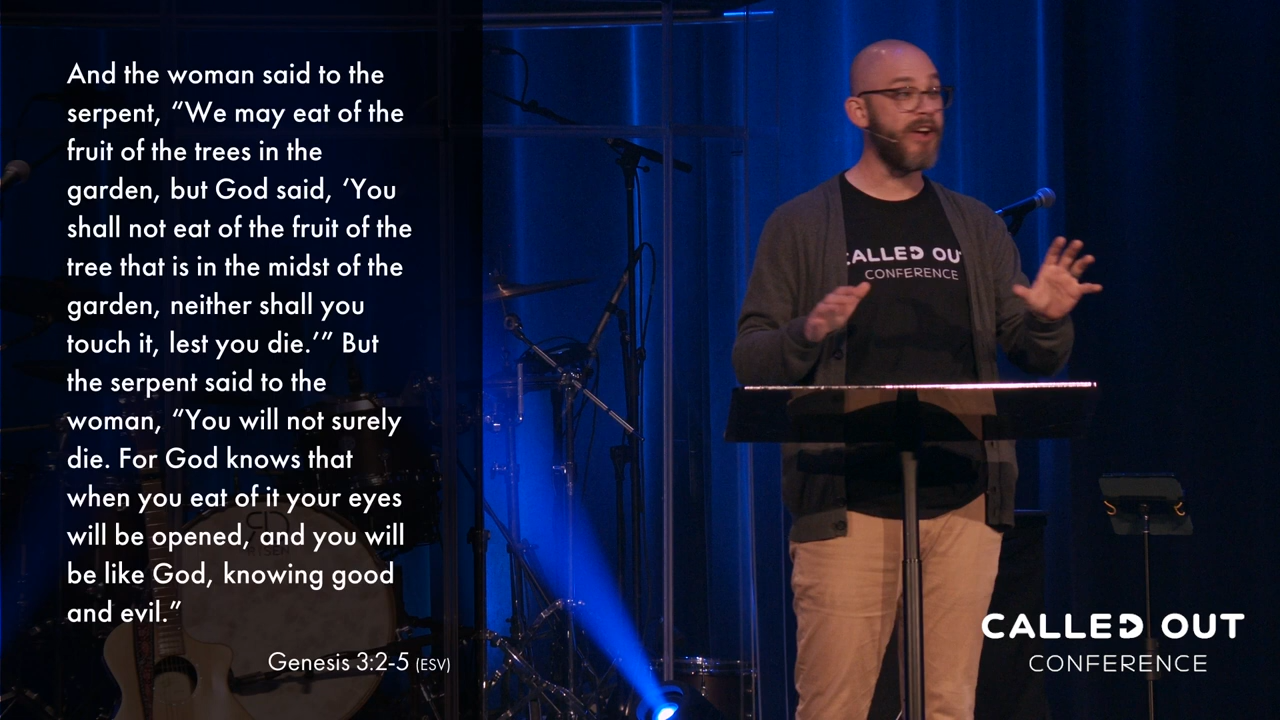 And the woman said to the
serpent, “We may eat of the
fruit of the trees in the
garden, but God said, ‘You
shall not eat of the fruit of the
tree that is in the midst of the
garden, neither shall you
touch it, lest you die.’” But
the serpent said to the
woman, “You will not surely
die. For God knows that
when you eat of it your eyes
will be opened, and you will
be like God, knowing good
and evil.”
Genesis 3:2-5 (ESV)
CALLED OU
CONFERENCE
CALLED OUT
CONFERENCE